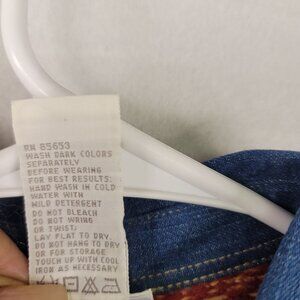 RN 85653
WASH DARK COLORS
SEPARATELY
BEFORE WEARING
FOR BEST RESULTS:
HAND WASH IN COLD
WATER WITH
MILD DETERGENT
DO NOT BLEACH
DO NOT WRING
OR TWIST.
LAY FLAT TO DRY.
DO NOT HANG TO DRY
OR FOR STORAGE
TOUCH UP WITH COOL
IRON AS NECESSARY